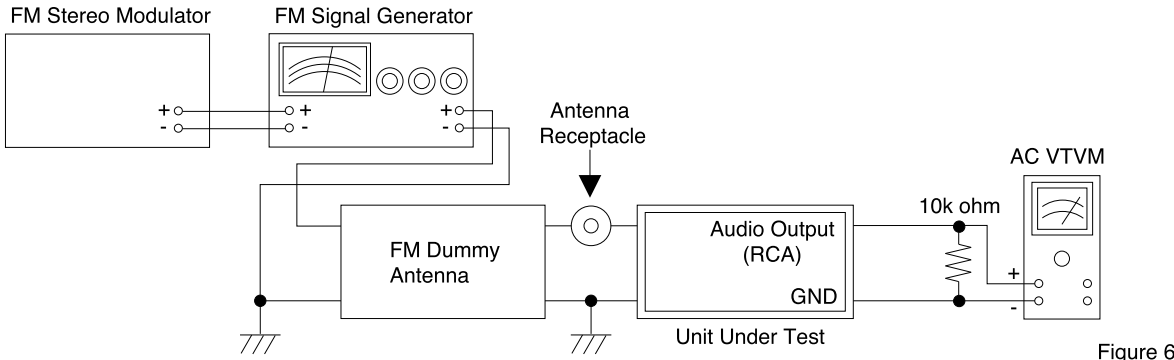 FM Stereo Modulator
FM Signal Generator
+
-
+
-
+
-
Antenna
Receptacle
AC VTVM
10k ohm
Audio Output
(RCA)
FM Dummy
Antenna
+
GND
-
Unit Under Test
Figure 6